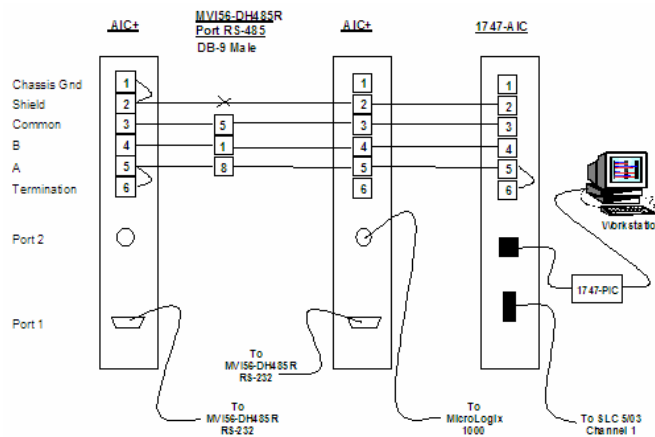 AIC+
MVI56-DH485R
Port RS-485
DB-9 Male
AIC+
1747-AIC
Chassis Gnd
Shield
Common
B
A
Termination
1
2
3
4
5
6
5
1
8
1
2
3
4
5
6
1
2
3
4
5
6
Workstatio
Port 2
1747-PIC
Port 1
To
MVI56-DH485R
RS-232
To
MVI56-DH485R
RS-232
To
MicroLogix
1000
To SLC 5/03
Channel 1